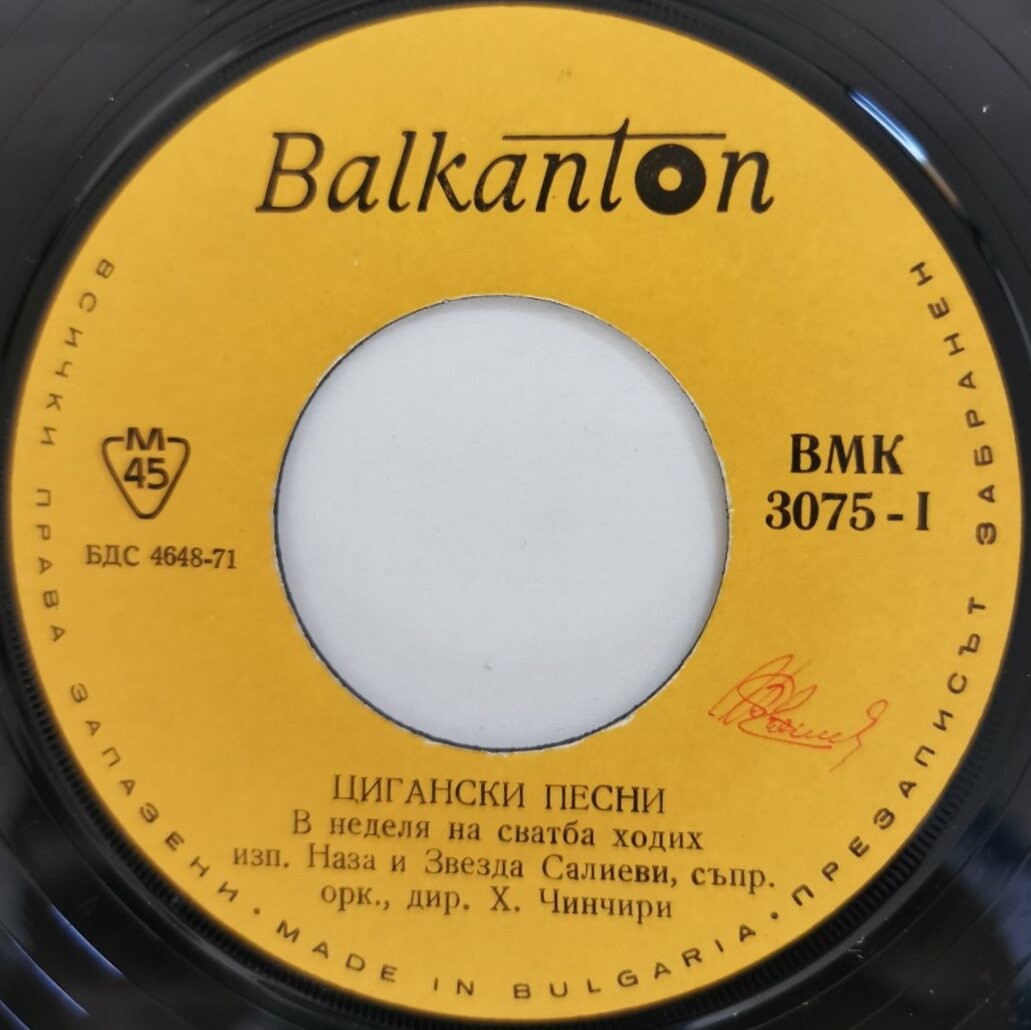 Balkanton
ВСИЧКИ ПРАВА ЗАПАЗЕНИ • MADE IN BULGARIA • ПРЕЗАПИСЪТ ЗАБРАНЕН
М
45
БДС 4648-71
ВМК
3075 - I
ЦИГАНСКИ ПЕСНИ
В неделя на сватба ходих
изп. Наза и Звезда Салиеви, съпр.
орк., дир. Х. Чинчири